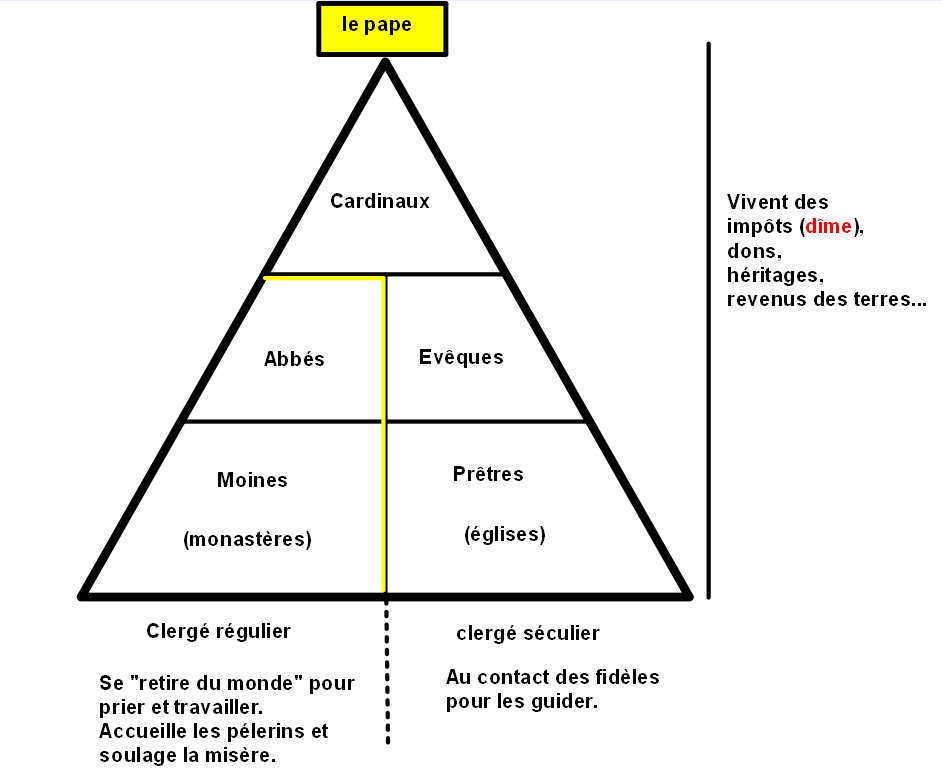 le pape
Cardinaux
Vivent des
impôts (dîme),
dons,
héritages,
revenus des terres...
Abbés
Evêques
Moines
(monastères)
Prêtres
(églises)
Clergé régulier
clergé séculier
Se "retire du monde" pour
prier et travailler.
Accueille les pélerins et
soulage la misère.
Au contact des fidèles
pour les guider.